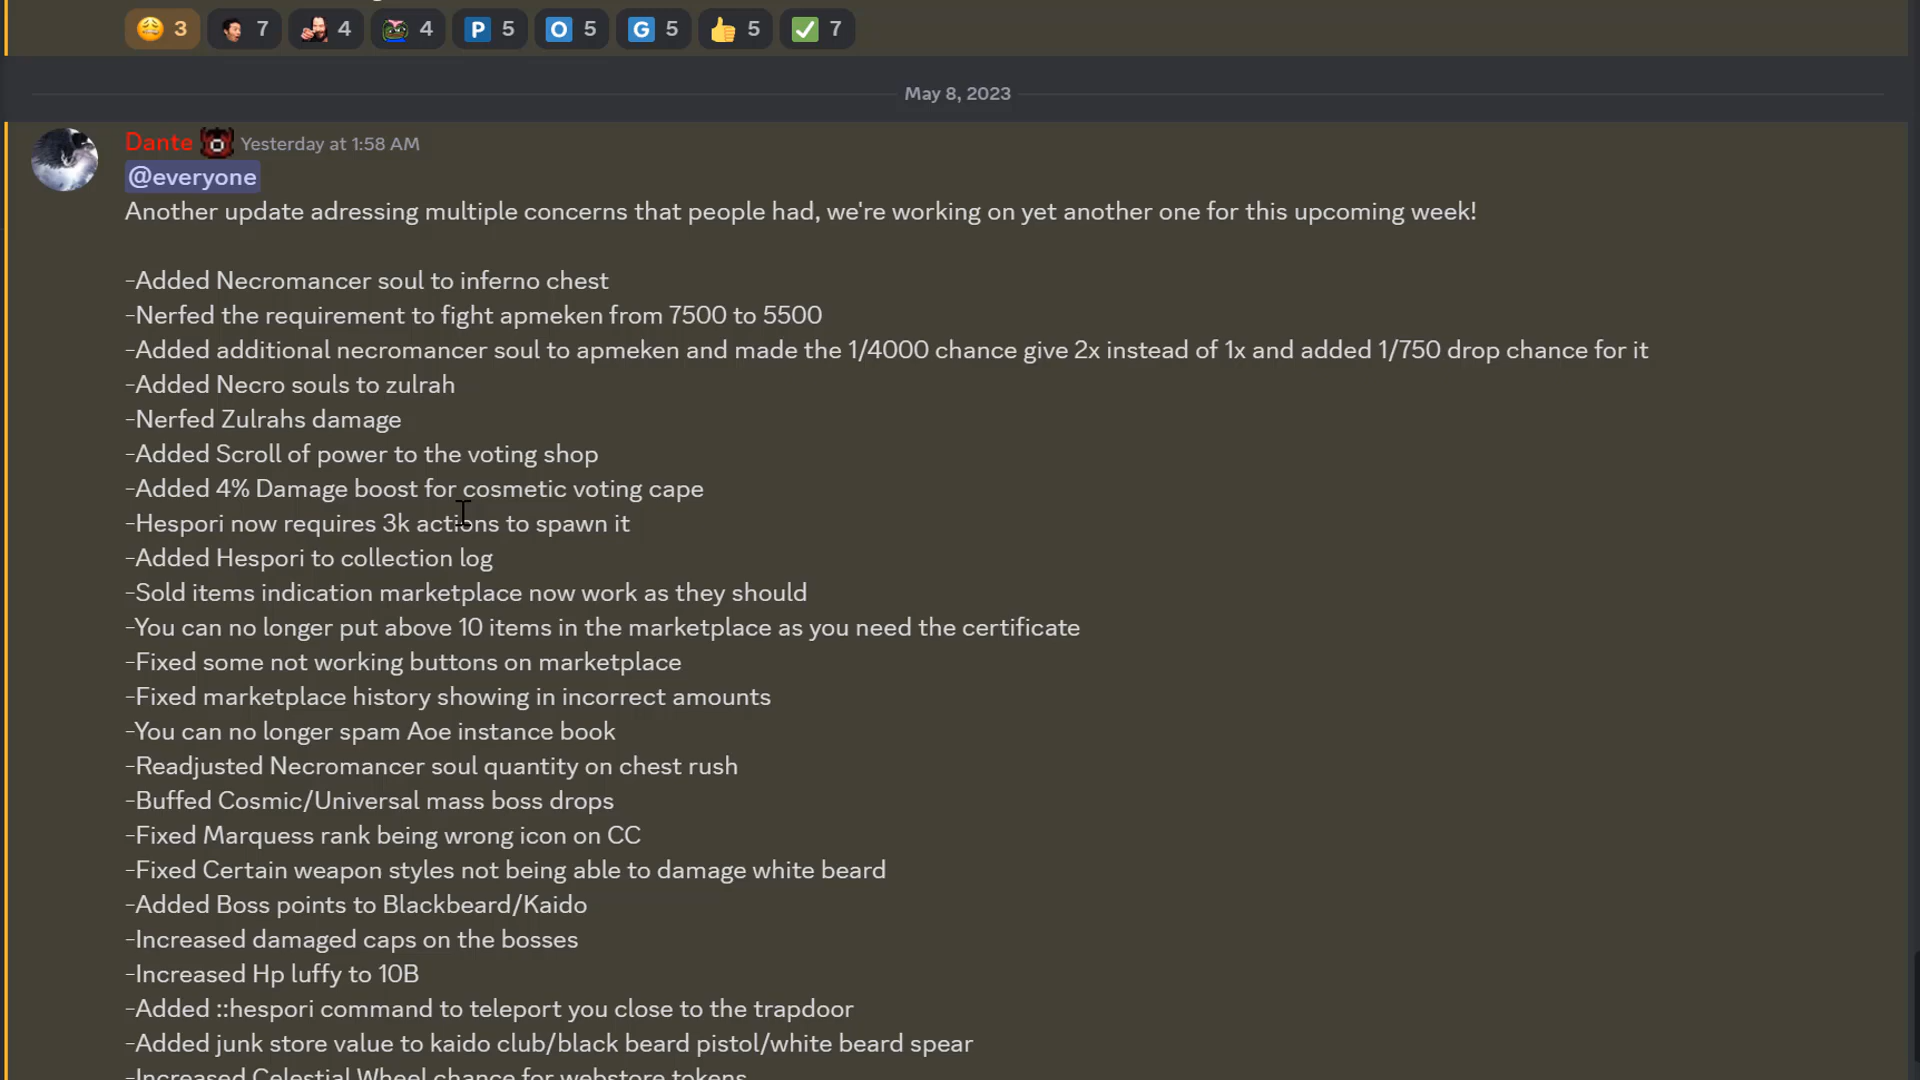 3 7 4 4 P 5 O 5 G 5 5 7
May 8, 2023
Dante Yesterday at 1:58 AM
@everyone
Another update adressing multiple concerns that people had, we're working on yet another one for this upcoming week!
-Added Necromancer soul to inferno chest
-Nerfed the requirement to fight apmeken from 7500 to 5500
-Added additional necromancer soul to apmeken and made the 1/4000 chance give 2x instead of 1x and added 1/750 drop chance for it
-Added Necro souls to zulrah
-Nerfed Zulrahs damage
-Added Scroll of power to the voting shop
-Added 4% Damage boost for cosmetic voting cape
-Hespori now requires 3k actions to spawn it
-Added Hespori to collection log
-Sold items indication marketplace now work as they should
-You can no longer put above 10 items in the marketplace as you need the certificate
-Fixed some not working buttons on marketplace
-Fixed marketplace history showing in incorrect amounts
-You can no longer spam Aoe instance book
-Readjusted Necromancer soul quantity on chest rush
-Buffed Cosmic/Universal mass boss drops
-Fixed Marquess rank being wrong icon on CC
-Fixed Certain weapon styles not being able to damage white beard
-Added Boss points to Blackbeard/Kaido
-Increased damaged caps on the bosses
-Increased Hp luffy to 10B
-Added ::hespori command to teleport you close to the trapdoor
-Added junk store value to kaido club/black beard pistol/white beard spear
-Increased Celestial Wheel chance for webstore tokens